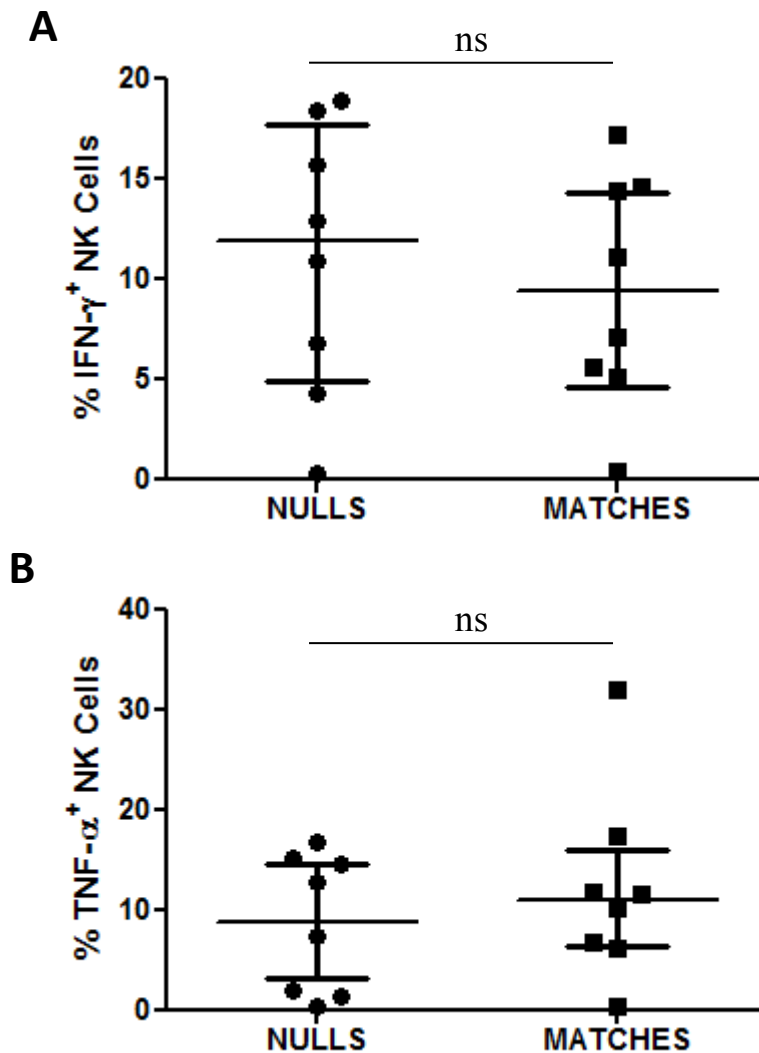 A
ns
% IFN-γ+ NK Cells
20
15
10
5
0
NULLS MATCHES
B
ns
% TNF-α+ NK Cells
40
30
20
10
0
NULLS MATCHES